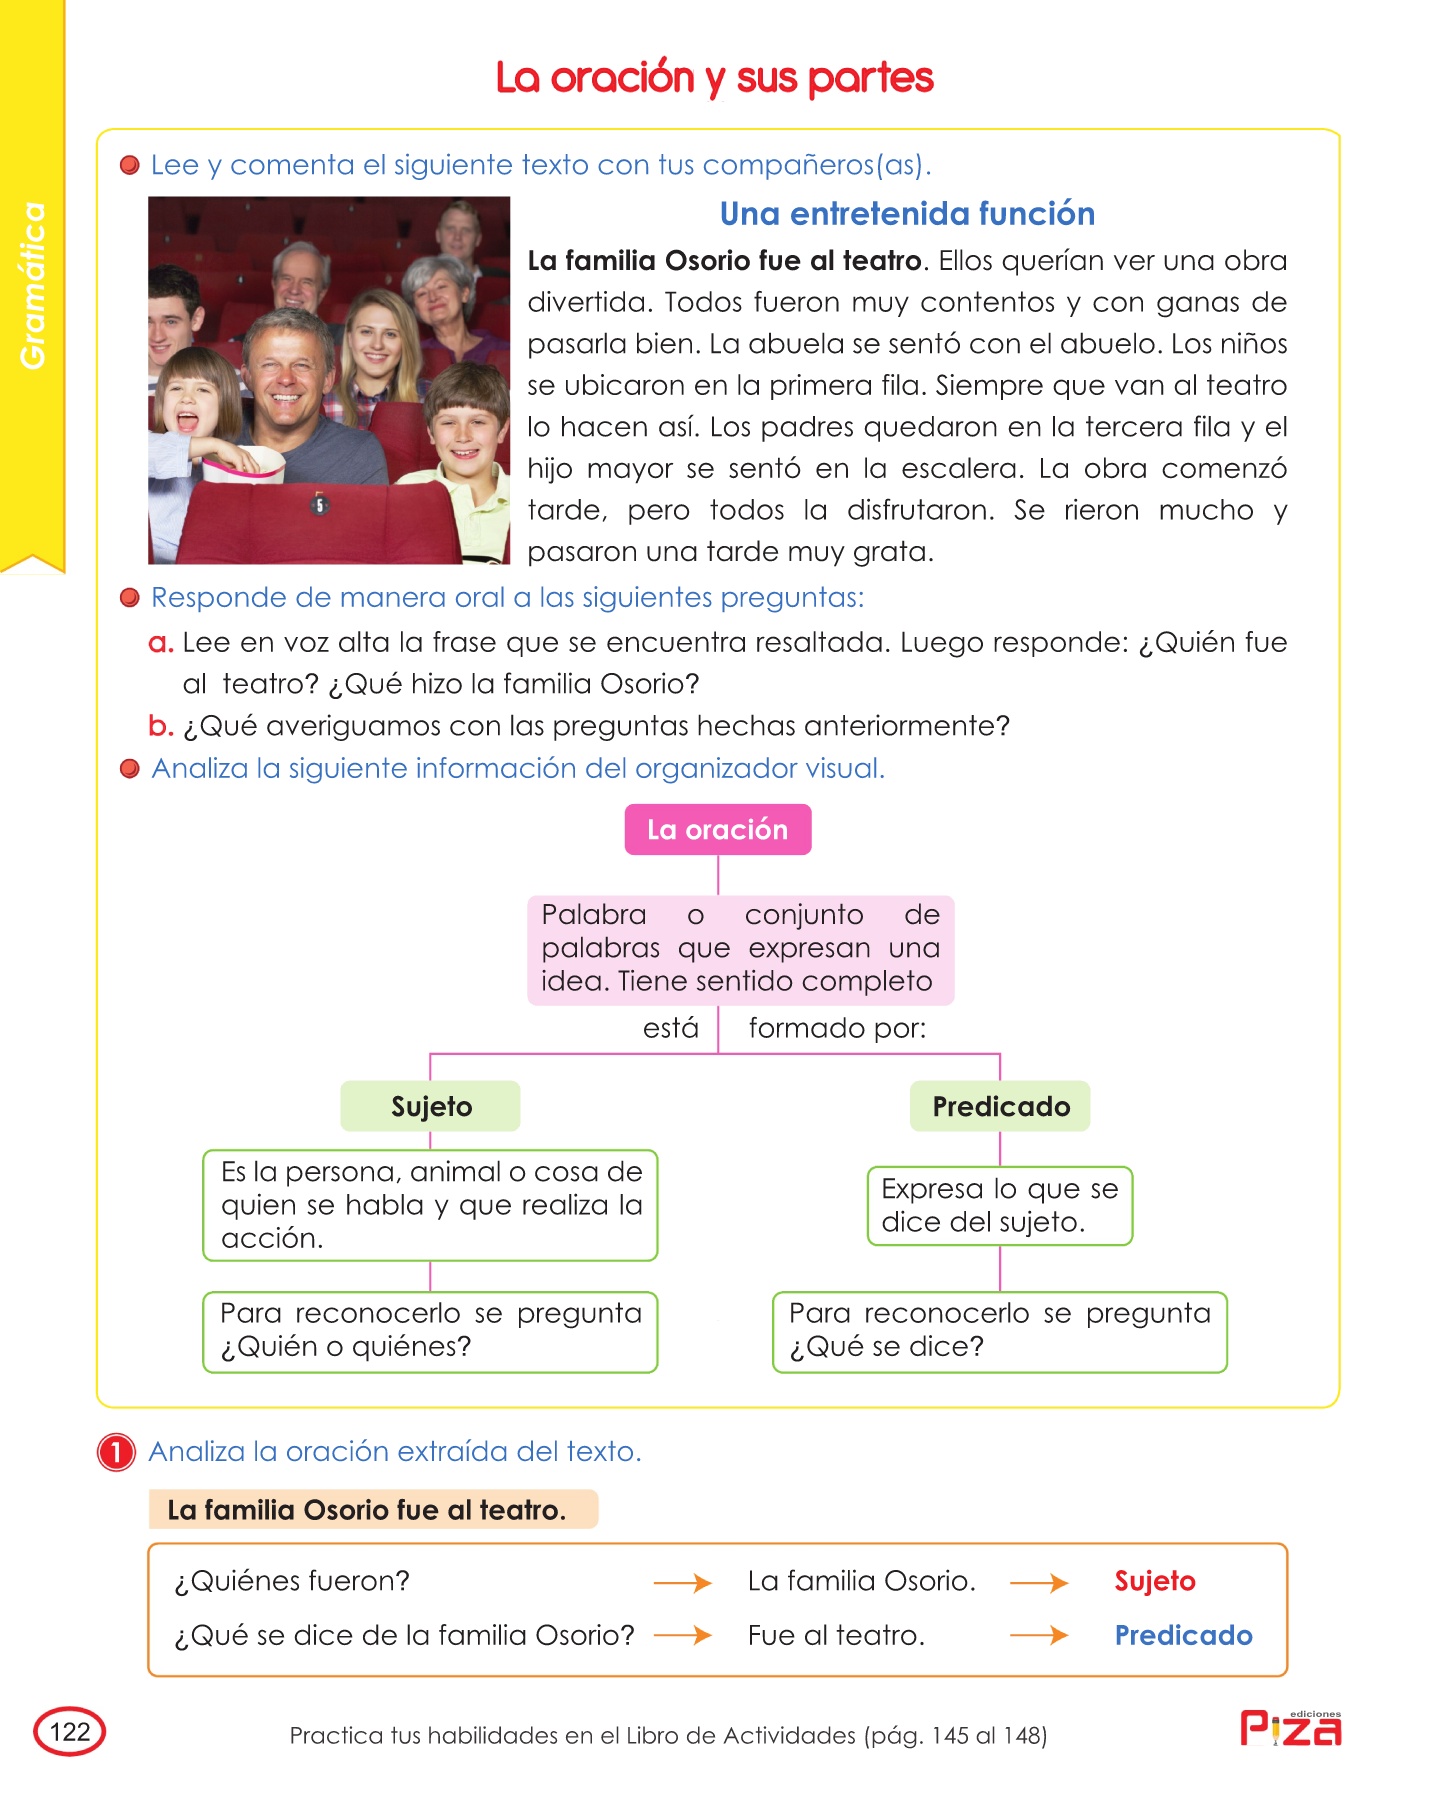 La oración y sus partes
Gramática
Lee y comenta el siguiente texto con tus compañeros(as).
Una entretenida función
La familia Osorio fue al teatro. Ellos querían ver una obra
divertida. Todos fueron muy contentos y con ganas de
pasarla bien. La abuela se sentó con el abuelo. Los niños
se ubicaron en la primera fila. Siempre que van al teatro
lo hacen así. Los padres quedaron en la tercera fila y el
hijo mayor se sentó en la escalera. La obra comenzó
tarde, pero todos la disfrutaron. Se rieron mucho y
pasaron una tarde muy grata.
5
Responde de manera oral a las siguientes preguntas:
a. Lee en voz alta la frase que se encuentra resaltada. Luego responde: ¿Quién fue
al teatro? ¿Qué hizo la familia Osorio?
b. ¿Qué averiguamos con las preguntas hechas anteriormente?
Analiza la siguiente información del organizador visual.
La oración
Palabra o conjunto de
palabras que expresan una
idea. Tiene sentido completo
está formado por:
Sujeto
Es la persona, animal o cosa de
quien se habla y que realiza la
acción.
Para reconocerlo se pregunta
¿Quién o quiénes?
Predicado
Expresa lo que se
dice del sujeto.
Para reconocerlo se pregunta
¿Qué se dice?
1 Analiza la oración extraída del texto.
La familia Osorio fue al teatro.
¿Quiénes fueron? La familia Osorio. Sujeto
¿Qué se dice de la familia Osorio? Fue al teatro. Predicado
122
Practica tus habilidades en el Libro de Actividades (pág. 145 al 148)
ediciones
Piza